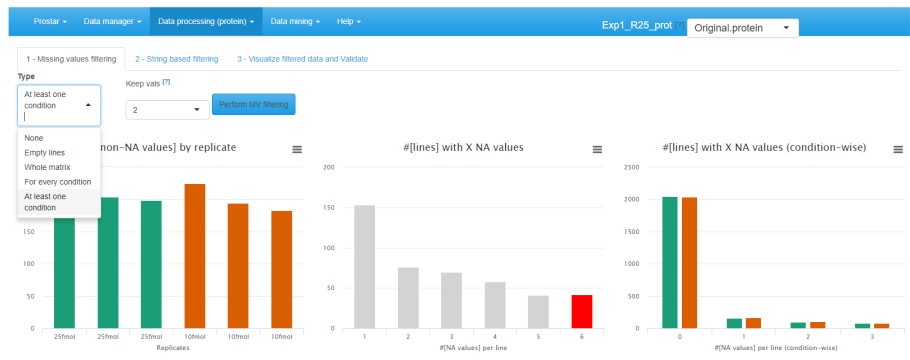 Prostar Data manager Data processing (protein) Data mining Help Exp1_R25_prot [?] Original.protein
1 - Missing values filtering 2 - String based filtering 3 - Visualize filtered data and Validate
Type
Keep vals [?]
At least one
condition
2
Perform MV filtering
None
Empty lines
Whole matrix
For every condition
At least one
condition
non-NA values] by replicate
150
100
50
0
25fmol 25fmol 25fmol 10fmol 10fmol 10fmol
Replicates
#[lines] with X NA values
200
150
100
50
0
1 2 3 4 5 6
#[NA values] per line
#[lines] with X NA values (condition-wise)
2500
2000
1500
1000
500
0
0 1 2 3
#[NA values] per line (condition-wise)